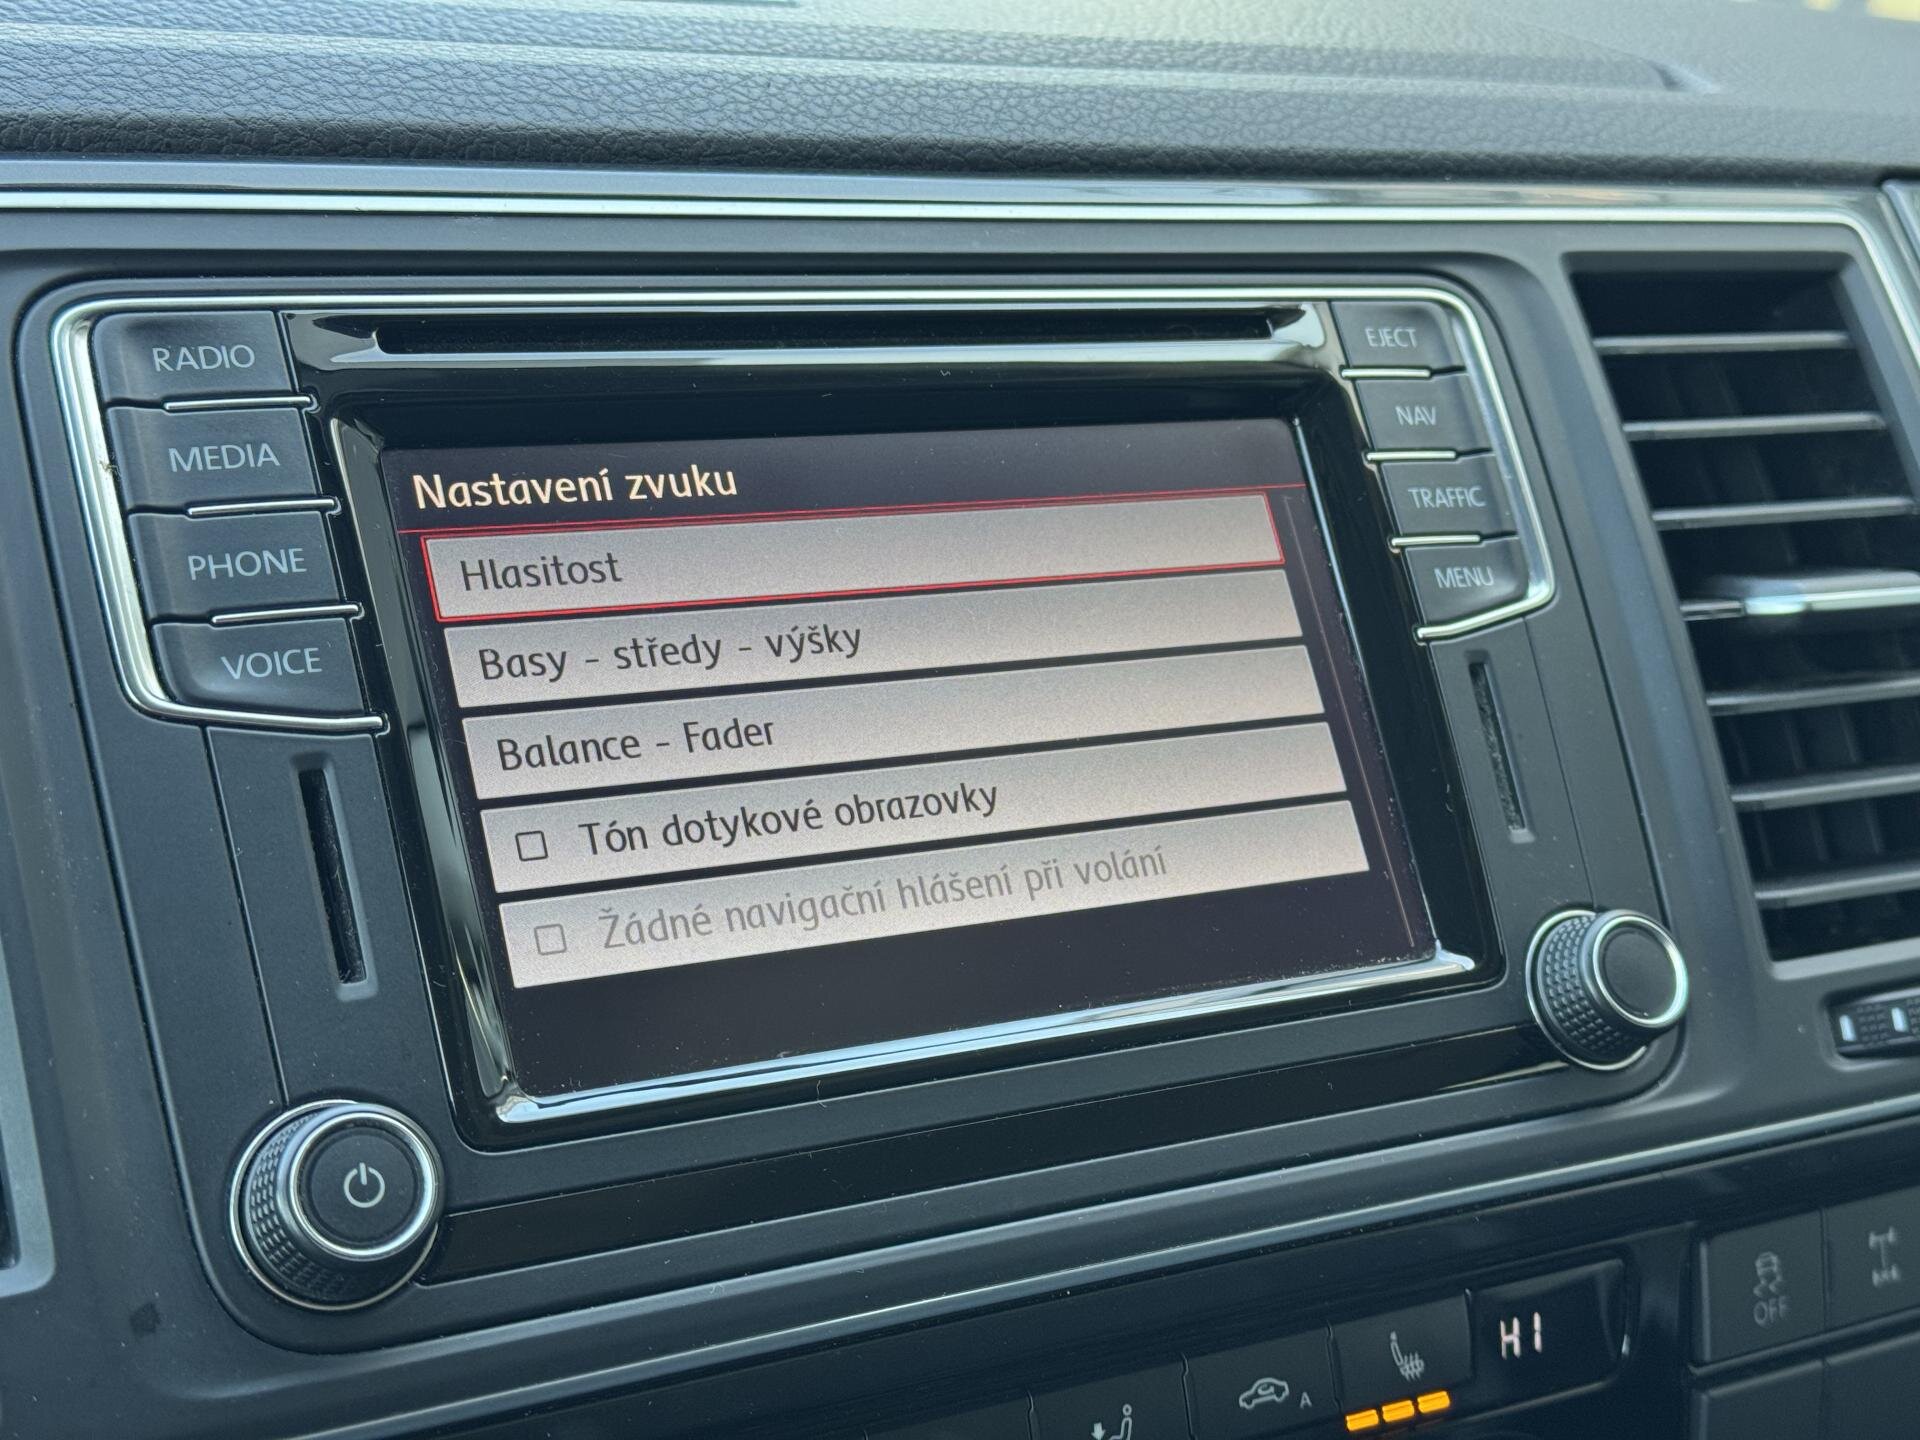 RADIO
MEDIA
PHONE
VOICE
EJECT
NAV
TRAFFIC
MENU
Nastavení zvuku
Hlasitost
Basy - středy - výšky
Balance - Fader
Tón dotykové obrazovky
Žádné navigační hlášení při volání
HI
A
OFF